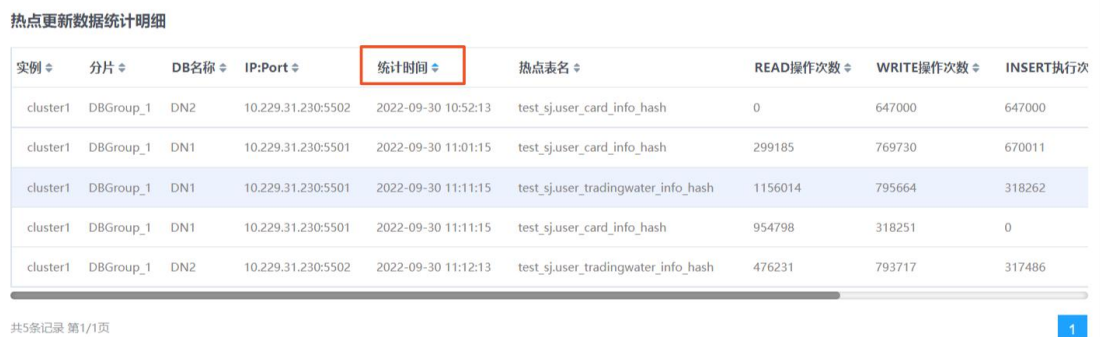 热点更新数据统计明细
实例 分片 DB名称 IP:Port 统计时间 热点表名 READ操作次数 WRITE操作次数 INSERT执行次
cluster1 DBGroup_1 DN2 10.229.31.230:5502 2022-09-30 10:52:13 test_sj.user_card_info_hash 0 647000 647000
cluster1 DBGroup_1 DN1 10.229.31.230:5501 2022-09-30 11:01:15 test_sj.user_card_info_hash 299185 769730 670011
cluster1 DBGroup_1 DN1 10.229.31.230:5501 2022-09-30 11:11:15 test_sj.user_tradingwater_info_hash 1156014 795664 318262
cluster1 DBGroup_1 DN1 10.229.31.230:5501 2022-09-30 11:11:15 test_sj.user_card_info_hash 954798 318251 0
cluster1 DBGroup_1 DN2 10.229.31.230:5502 2022-09-30 11:12:13 test_sj.user_tradingwater_info_hash 476231 793717 317486
共5条记录 第1/1页 1